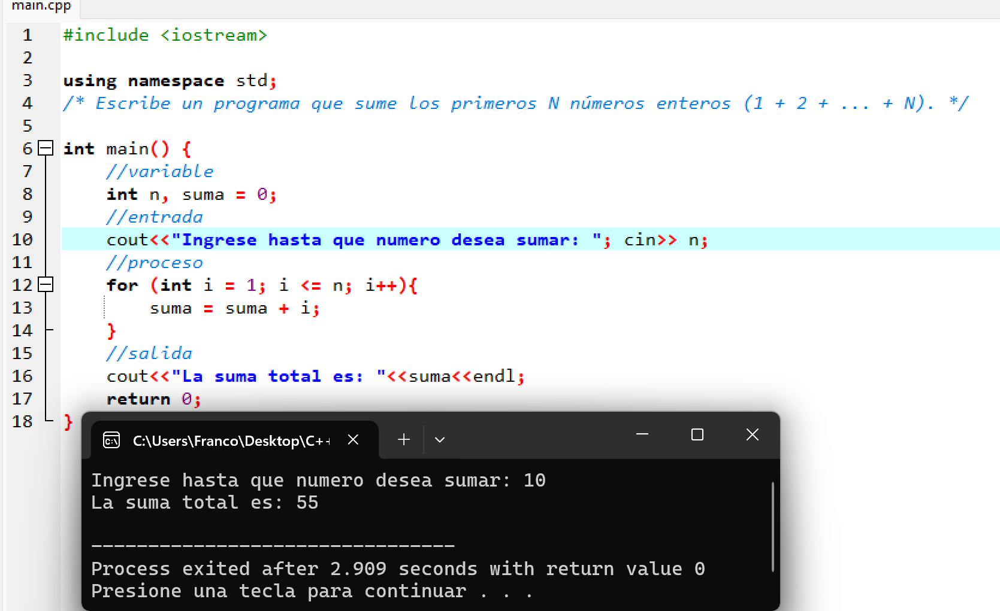 main.cpp
1 #include <iostream>
2
3 using namespace std;
4 /* Escribe un programa que sume los primeros N números enteros (1 + 2 + ... + N). */
5
6 int main() {
7 //variable
8 int n, suma = 0;
9 //entrada
10 cout<<"Ingrese hasta que numero desea sumar: "; cin>> n;
11 //proceso
12 for (int i = 1; i <= n; i++){
13 suma = suma + i;
14 }
15 //salida
16 cout<<"La suma total es: "<<suma<<endl;
17 return 0;
18 }
C:\Users\Franco\Desktop\C++
Ingrese hasta que numero desea sumar: 10
La suma total es: 55
--------------------------------
Process exited after 2.909 seconds with return value 0
Presione una tecla para continuar . . .